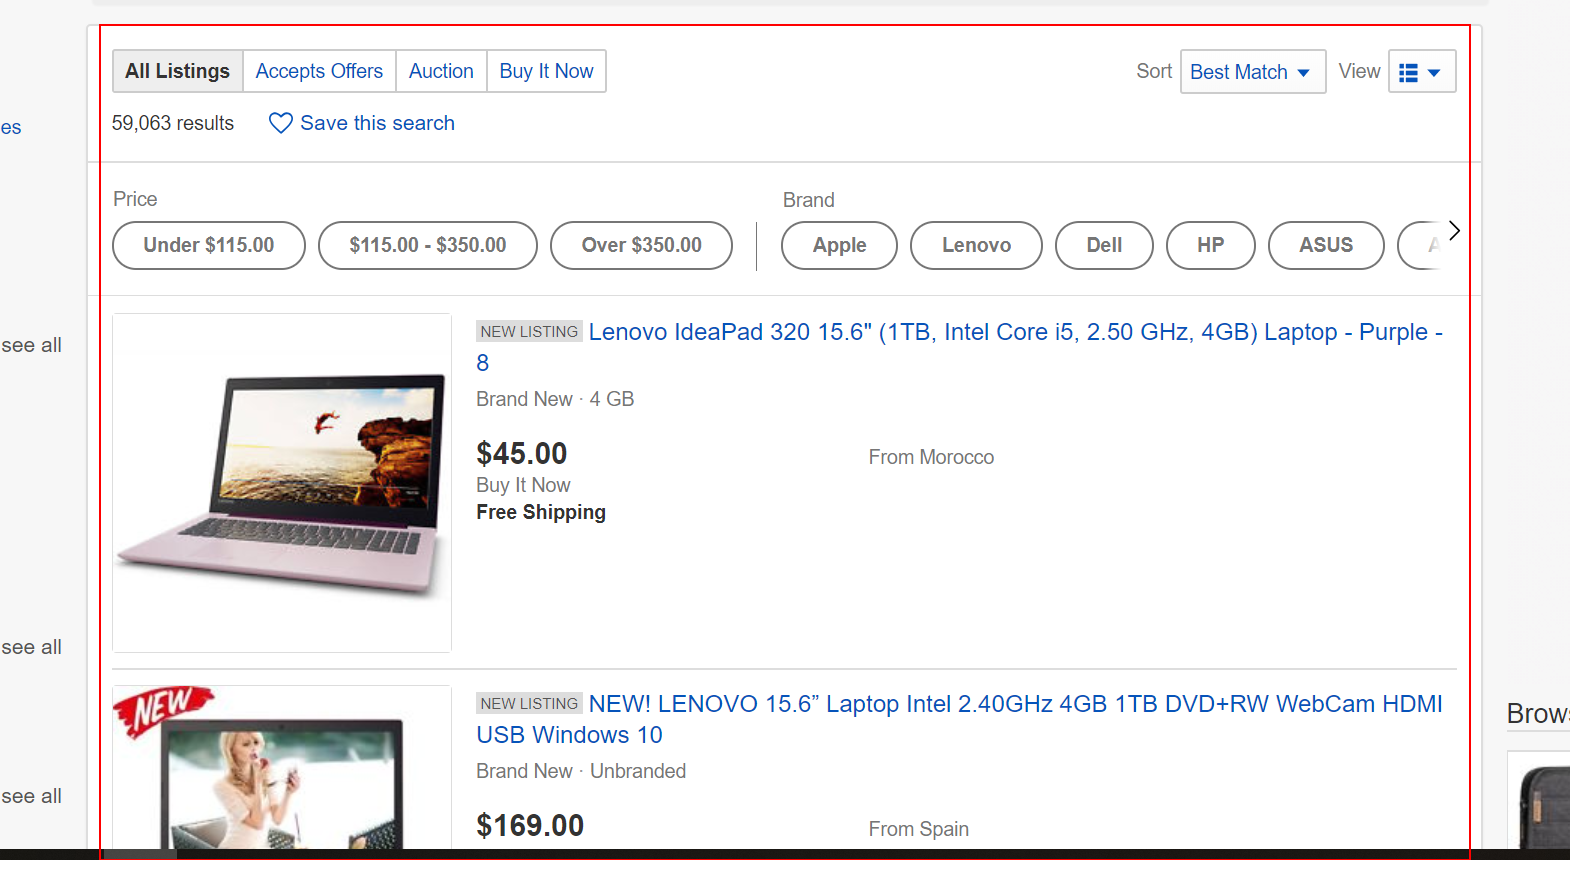 All Listings Accepts Offers Auction Buy It Now Sort Best Match View
59,063 results Save this search
es
Price Brand
Under $115.00 $115.00 - $350.00 Over $350.00 Apple Lenovo Dell HP ASUS
see all
NEW LISTING Lenovo IdeaPad 320 15.6" (1TB, Intel Core i5, 2.50 GHz, 4GB) Laptop - Purple -
8
Brand New · 4 GB
$45.00 From Morocco
Buy It Now
Free Shipping
see all
NEW
NEW LISTING NEW! LENOVO 15.6” Laptop Intel 2.40GHz 4GB 1TB DVD+RW WebCam HDMI
USB Windows 10
Brows
Brand New · Unbranded
see all
$169.00 From Spain